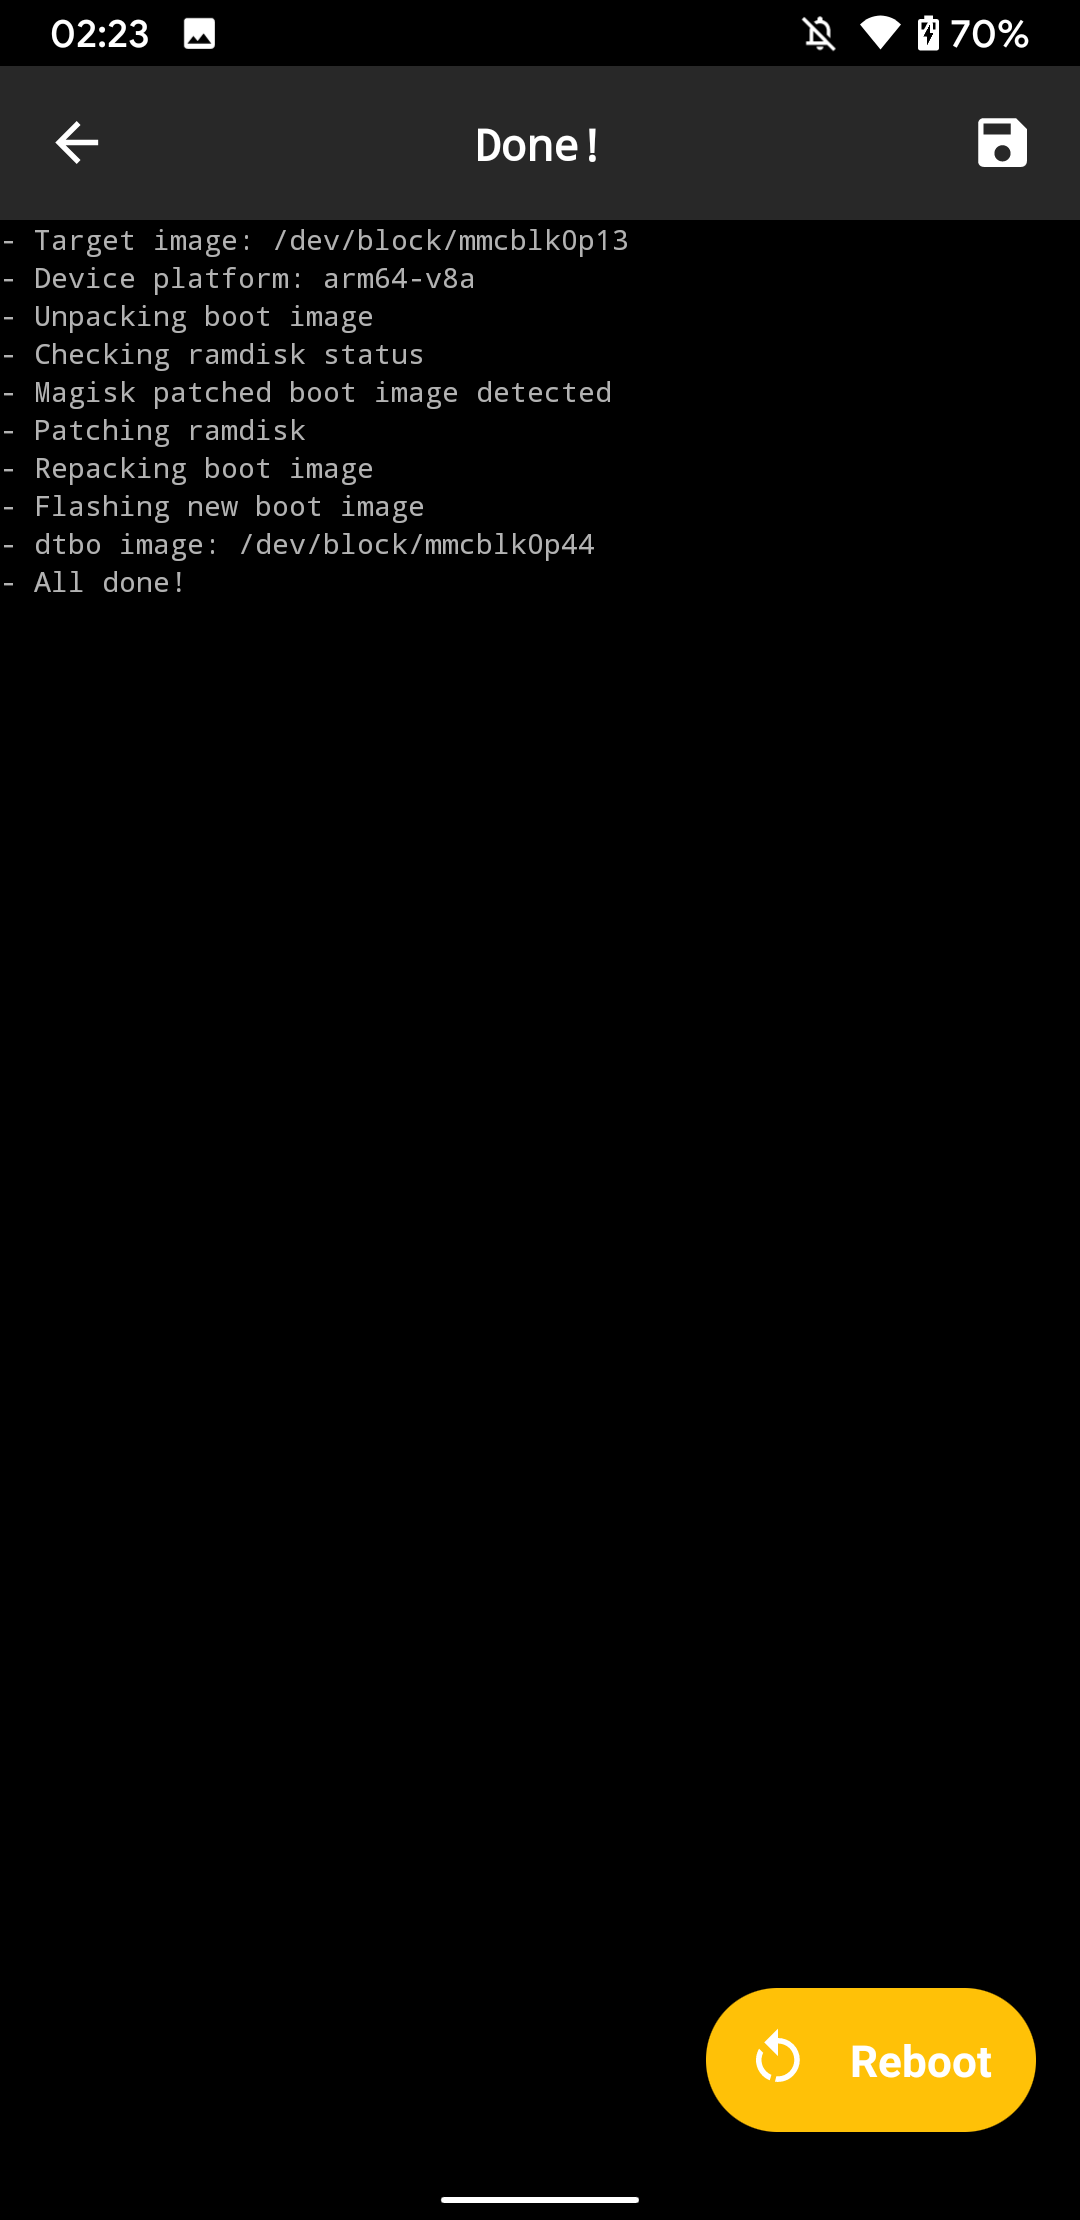 02:23
70%
Done!
- Target image: /dev/block/mmcblk0p13
- Device platform: arm64-v8a
- Unpacking boot image
- Checking ramdisk status
- Magisk patched boot image detected
- Patching ramdisk
- Repacking boot image
- Flashing new boot image
- dtbo image: /dev/block/mmcblk0p44
- All done!
Reboot